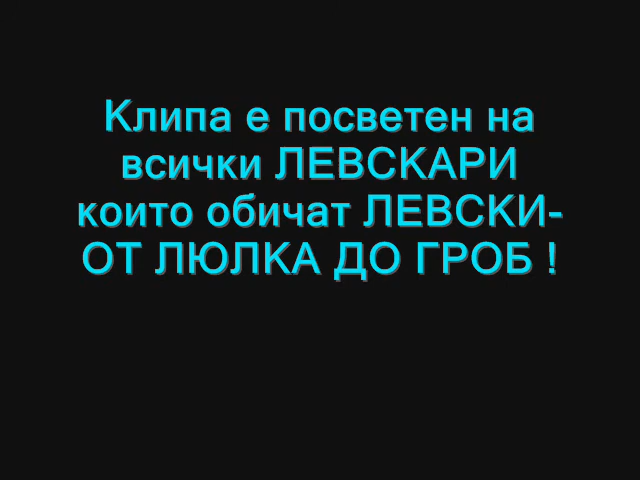 Клипа е посветен на
всички ЛЕВСКАРИ
които обичат ЛЕВСКИ-
ОТ ЛЮЛКА ДО ГРОБ !